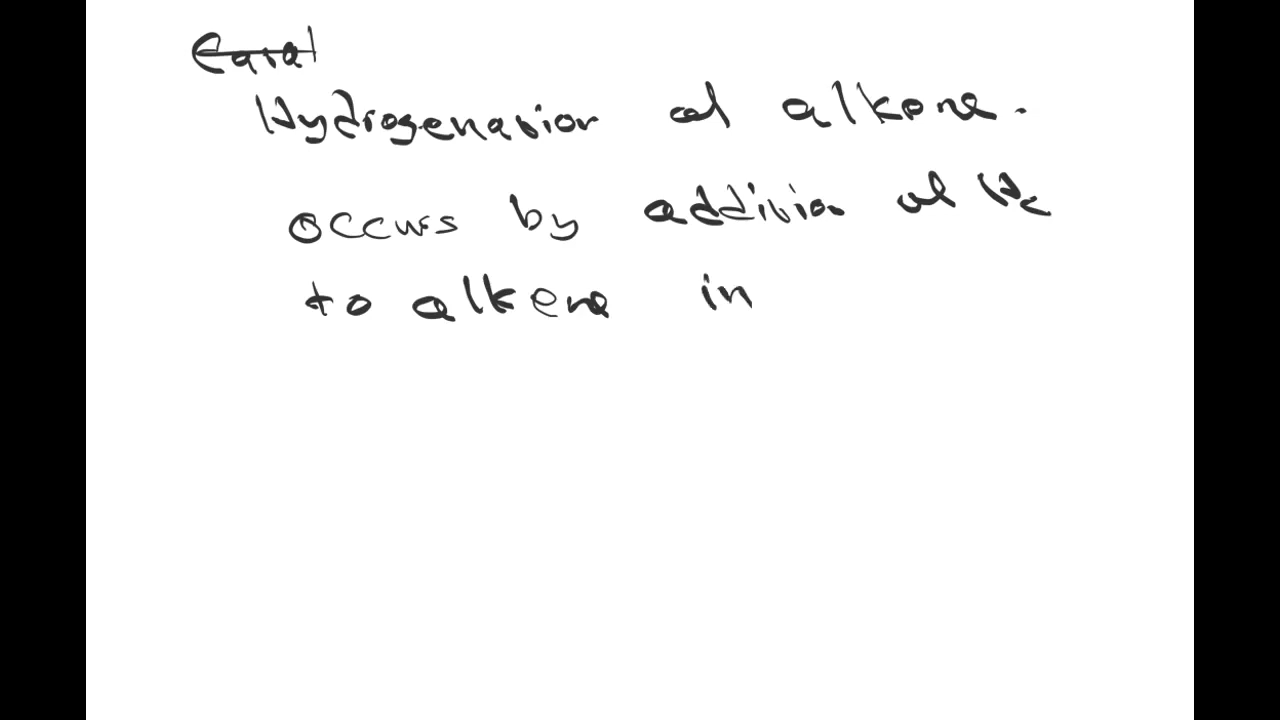 Hydrogenation of alkene.
occurs by addition of H₂
to alkene in